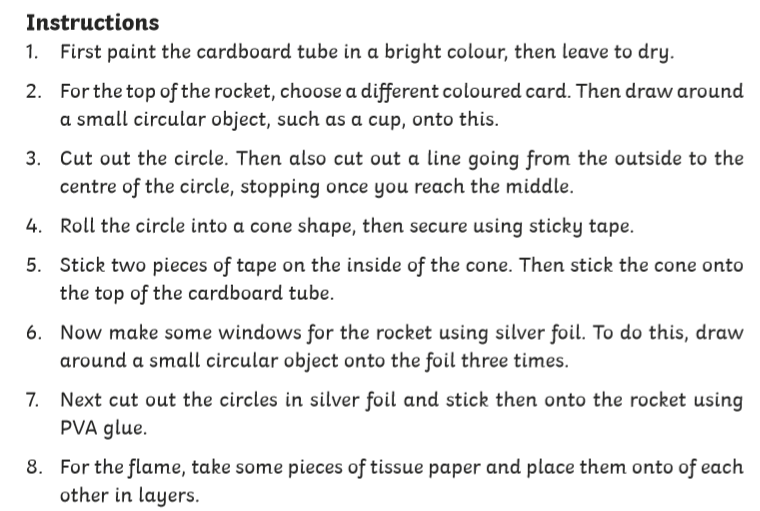 Instructions
1. First paint the cardboard tube in a bright colour, then leave to dry.
2. For the top of the rocket, choose a different coloured card. Then draw around
a small circular object, such as a cup, onto this.
3. Cut out the circle. Then also cut out a line going from the outside to the
centre of the circle, stopping once you reach the middle.
4. Roll the circle into a cone shape, then secure using sticky tape.
5. Stick two pieces of tape on the inside of the cone. Then stick the cone onto
the top of the cardboard tube.
6. Now make some windows for the rocket using silver foil. To do this, draw
around a small circular object onto the foil three times.
7. Next cut out the circles in silver foil and stick then onto the rocket using
PVA glue.
8. For the flame, take some pieces of tissue paper and place them onto of each
other in layers.